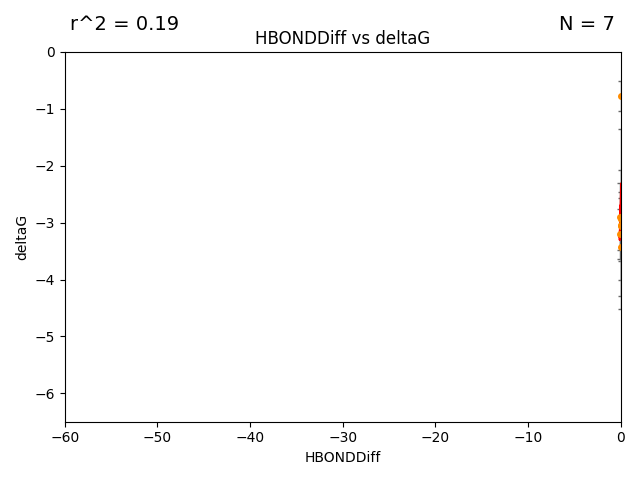 r^2 = 0.19
N = 7
HBONDDiff vs deltaG
0
−1
−2
−3
−4
−5
−6
deltaG
−60
−50
−40
−30
−20
−10
0
HBONDDiff